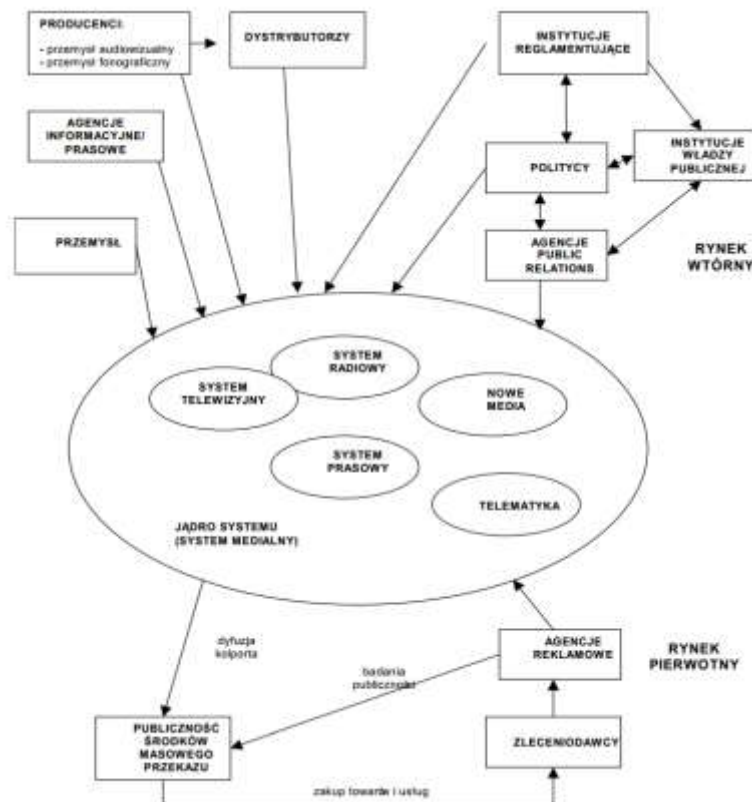 PRODUCENCI:
- przemysł audiowizualny
- przemysł fonograficzny
DYSTRYBUTORZY
INSTYTUCJE
REGLAMENTUJĄCE
AGENCJE
INFORMACYJNE/
PRASOWE
POLITYCY
INSTYTUCJE
WŁADZY
PUBLICZNEJ
PRZEMYSŁ
AGENCJE
PUBLIC
RELATIONS
RYNEK
WTÓRNY
SYSTEM
RADIOWY
SYSTEM
TELEWIZYJNY
NOWE
MEDIA
SYSTEM
PRASOWY
TELEMATYKA
JĄDRO SYSTEMU
(SYSTEM MEDIALNY)
dyfuzja
kolporta
badania
publiczności
AGENCJE
REKLAMOWE
RYNEK
PIERWOTNY
PUBLICZNOŚĆ
ŚRODKÓW
MASOWEGO
PRZEKAZU
ZLECENIODAWCY
zakup towarów i usług